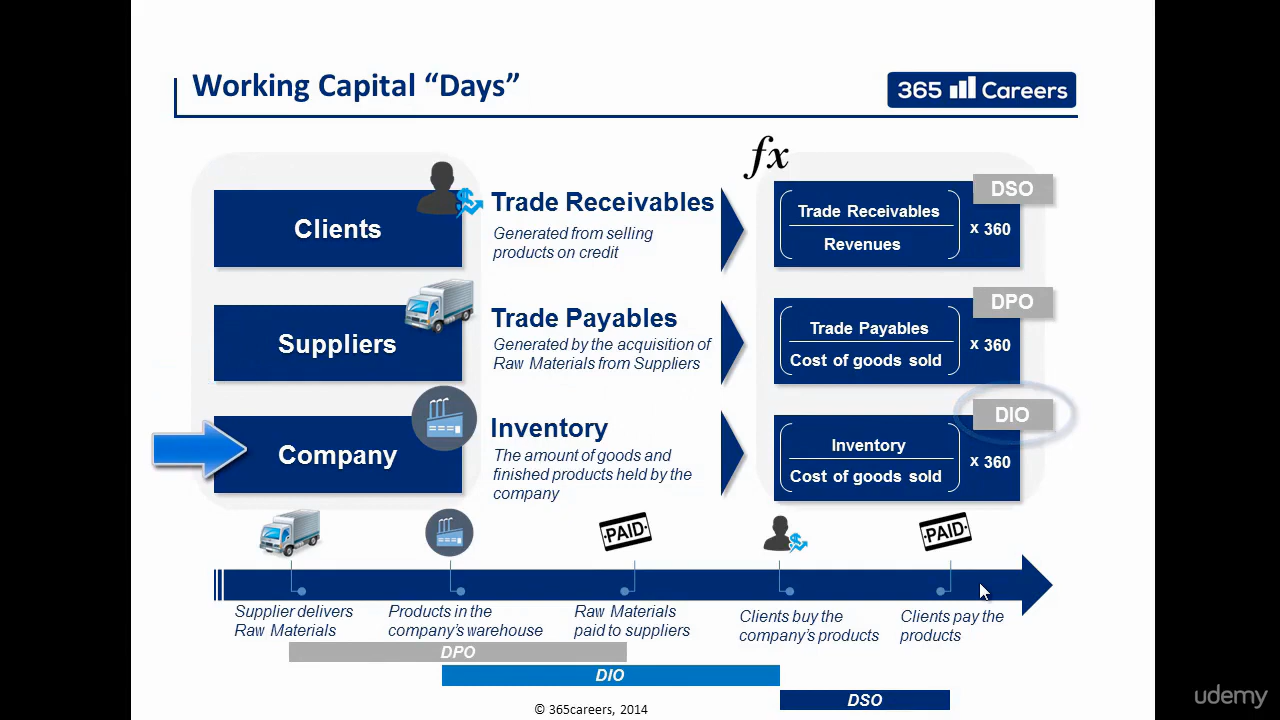 Working Capital “Days”
365 Careers
fx
Clients
Trade Receivables
Generated from selling
products on credit
DSO
Trade Receivables
Revenues
x 360
Suppliers
Trade Payables
Generated by the acquisition of
Raw Materials from Suppliers
DPO
Trade Payables
Cost of goods sold
x 360
Company
Inventory
The amount of goods and
finished products held by the
company
DIO
Inventory
Cost of goods sold
x 360
PAID
PAID
Supplier delivers
Raw Materials
Products in the
company’s warehouse
Raw Materials
paid to suppliers
Clients buy the
company’s products
Clients pay the
products
DPO
DIO
DSO
© 365careers, 2014
udemy